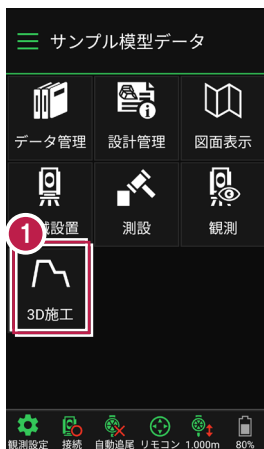 サンプル模型データ
データ管理 設計管理 図面表示
1
設置 測設 観測
3D施工
観測設定 接続 自動追尾 リモコン 1.000m 80%